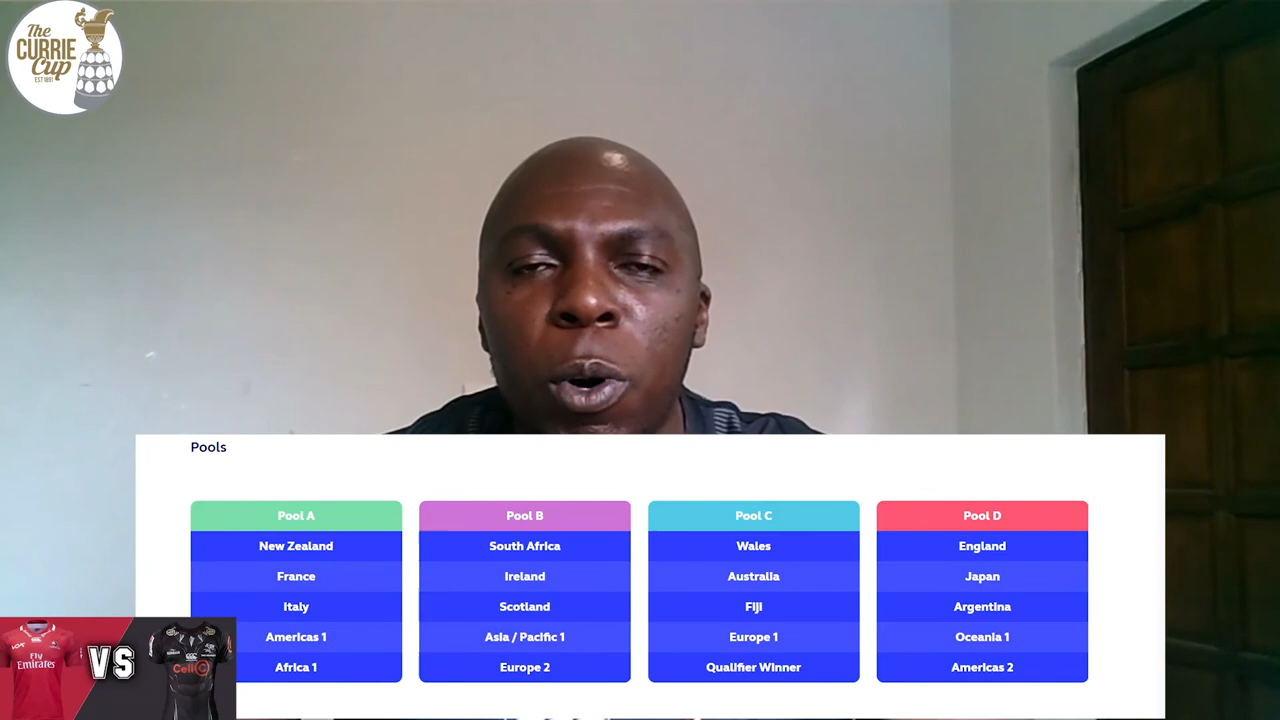 The
CURRIE
Cup
EST 1891
Pools
Pool A
New Zealand
France
Italy
Americas 1
Africa 1
Pool B
South Africa
Ireland
Scotland
Asia / Pacific 1
Europe 2
Pool C
Wales
Australia
Fiji
Europe 1
Qualifier Winner
Pool D
England
Japan
Argentina
Oceania 1
Americas 2
Fly
Emirates
VS
Cell C